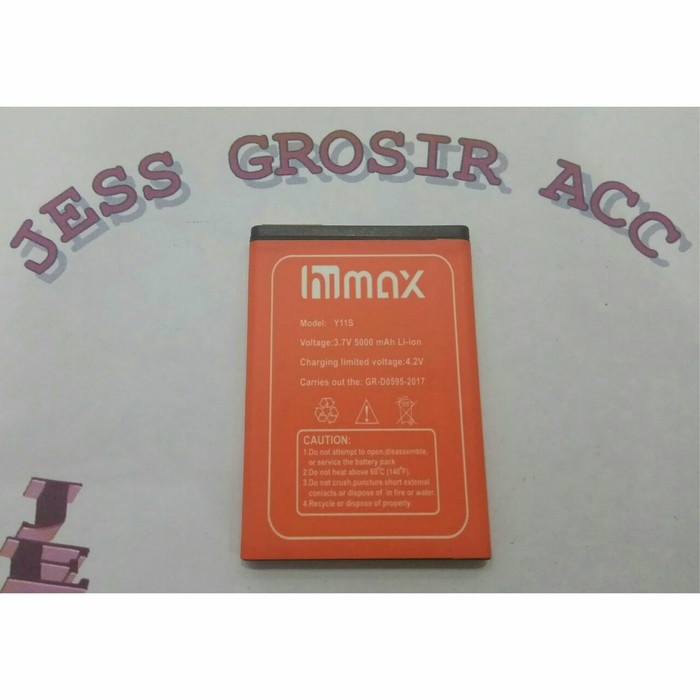 JESS GROSIR ACC
hmmax
Model: Y11S
Voltage:3.7V 5000 mAh Li-ion
Charging limited voltage:4.2V
Carries out the: GR-D0595-2017
CAUTION:
1.Do not attempt to open,disassemble,
or service the battery pack.
2.Do not heat above 60°C (140°F).
3.Do not crush,puncture short external
contacts or dispose of in fire or water.
4.Recycle or dispose of properly.